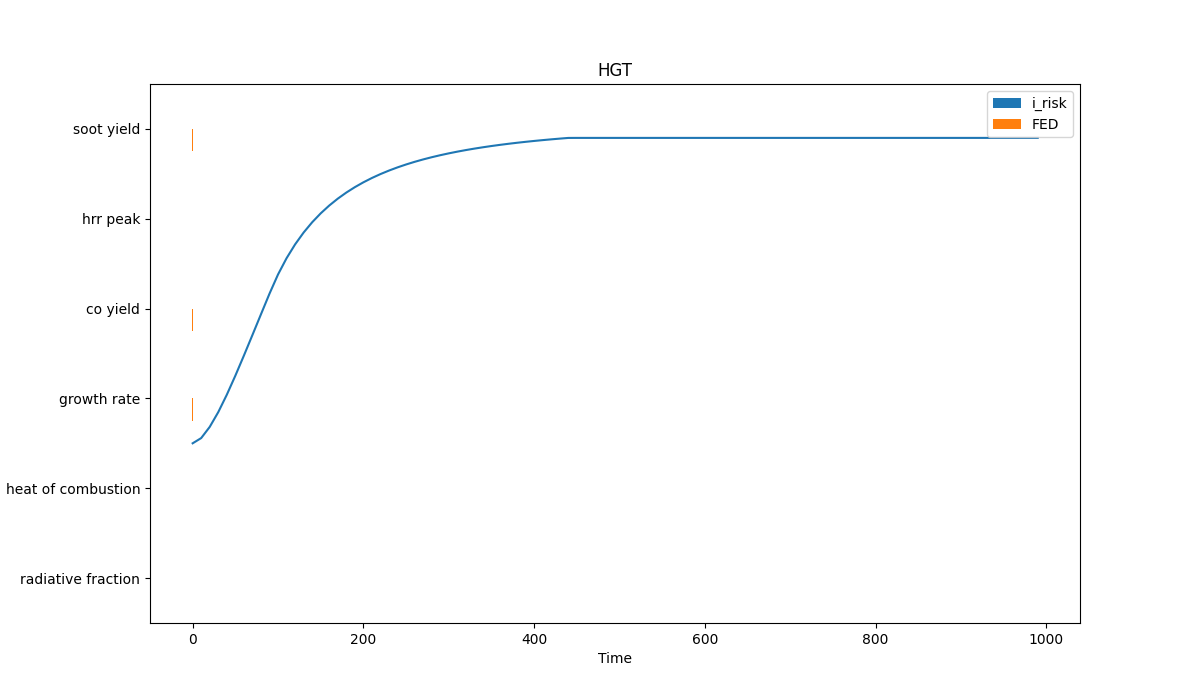 HGT
soot yield
hrr peak
co yield
growth rate
heat of combustion
radiative fraction
i_risk
FED
0
200
400
600
800
1000
Time